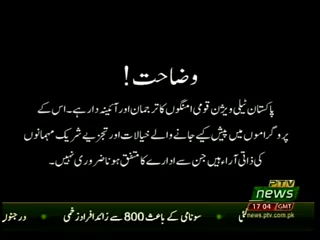 وضاحت!
پاکستان ٹیلی ویژن قومی امنگوں کا ترجمان اور آئینہ دار ہے۔ اس کے
پروگراموں میں پیش کیے جانے والے خیالات اور تجزیے شریک مہمانوں
کی ذاتی آراء ہیں جن سے ادارے کا متفق ہونا ضروری نہیں۔
PTV
news
17 04 GMT
news.ptv.com.pk
سونامی کے باعث 800 سے زائد افراد زخمی